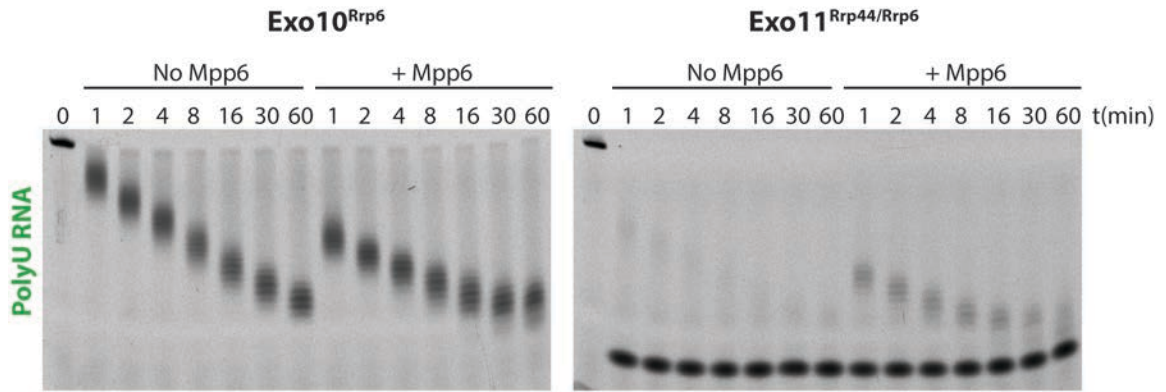 Exo10Rrp6 Exo11Rrp44/Rrp6
No Mpp6 + Mpp6 No Mpp6 + Mpp6
0 1 2 4 8 16 30 60 1 2 4 8 16 30 60 0 1 2 4 8 16 30 60 1 2 4 8 16 30 60 t(min)
PolyU RNA